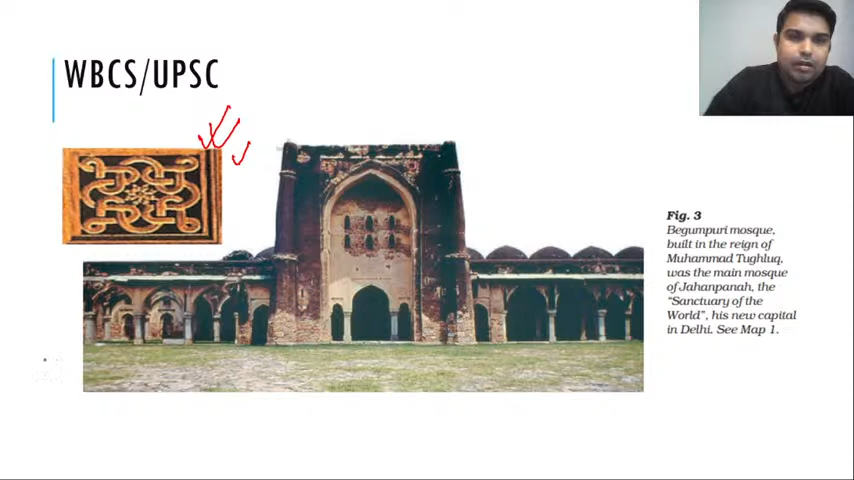 WBCS/UPSC
Fig. 3
Begumpuri mosque,
built in the reign of
Muhammad Tughluq,
was the main mosque
of Jahanpanah, the
"Sanctuary of the
World", his new capital
in Delhi. See Map 1.